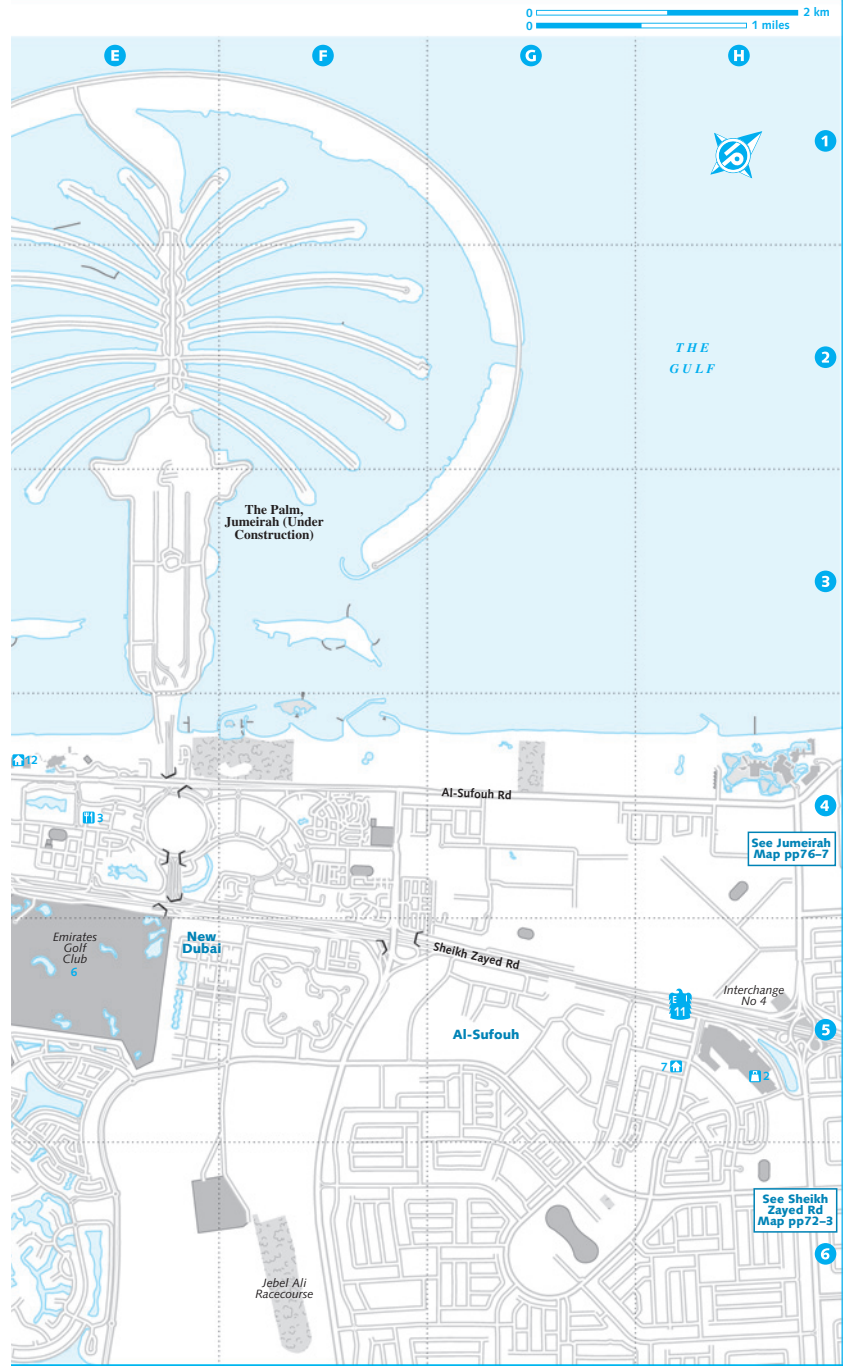 0 2 km
0 1 miles
E F G H
1
THE
GULF
2
The Palm,
Jumeirah (Under
Construction)
3
12
Al-Sufouh Rd
4
3
See Jumeirah
Map pp76–7
Emirates
Golf
Club
6
New
Dubai
Sheikh Zayed Rd
Interchange
No 4
E 11
5
Al-Sufouh
7
2
See Sheikh
Zayed Rd
Map pp72–3
6
Jebel Ali
Racecourse